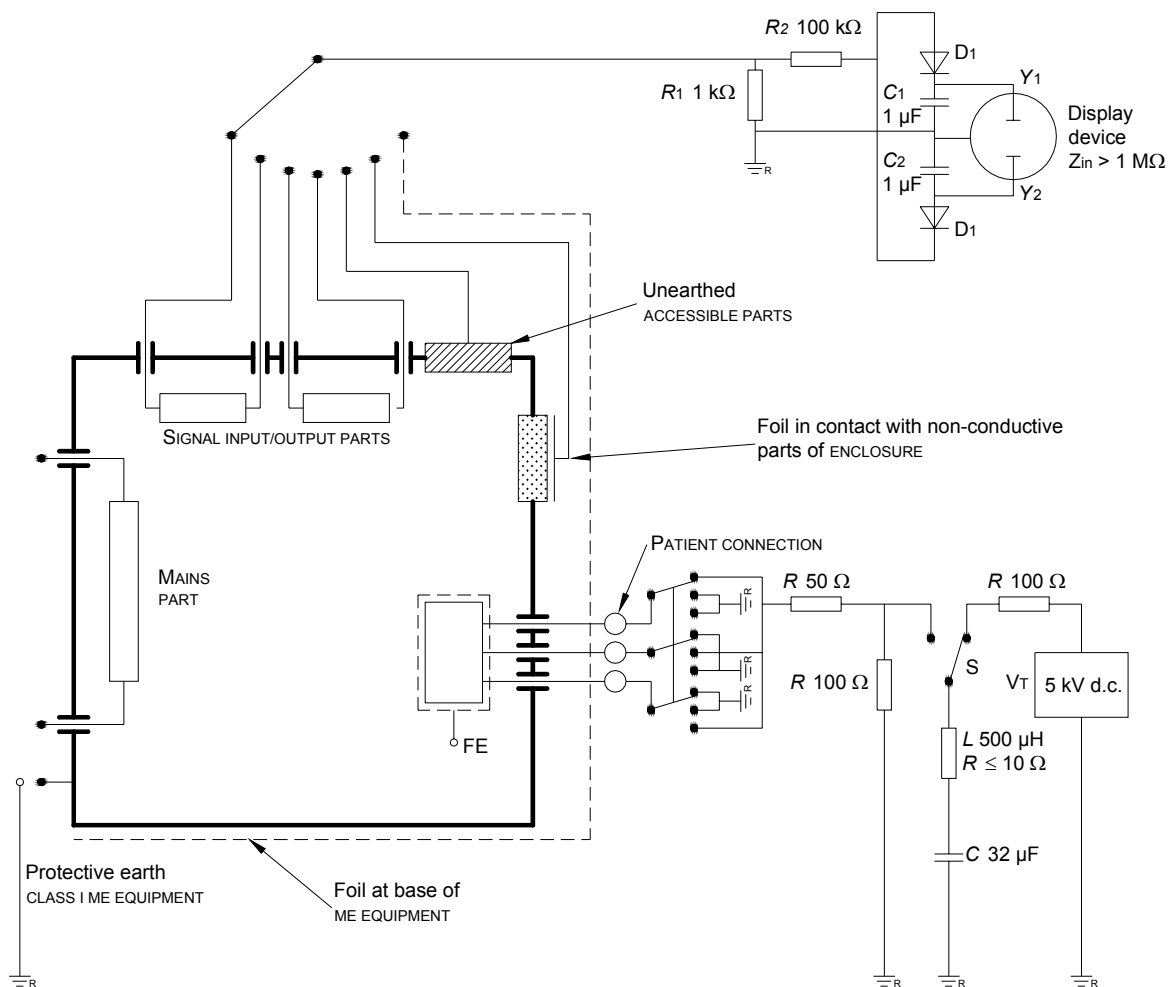 R2 100 kΩ
D1
R1 1 kΩ
C1
1 µF
Y1
Display
device
Zin > 1 MΩ
C2
1 µF
Y2
D1
R
Unearthed
ACCESSIBLE PARTS
SIGNAL INPUT/OUTPUT PARTS
Foil in contact with non-conductive
parts of ENCLOSURE
MAINS
PART
PATIENT CONNECTION
R
R
R
R 50 Ω
R 100 Ω
R 100 Ω
S
VT
5 kV d.c.
FE
L 500 µH
R ≤ 10 Ω
C 32 µF
Protective earth
CLASS I ME EQUIPMENT
Foil at base of
ME EQUIPMENT
R
R
R
R